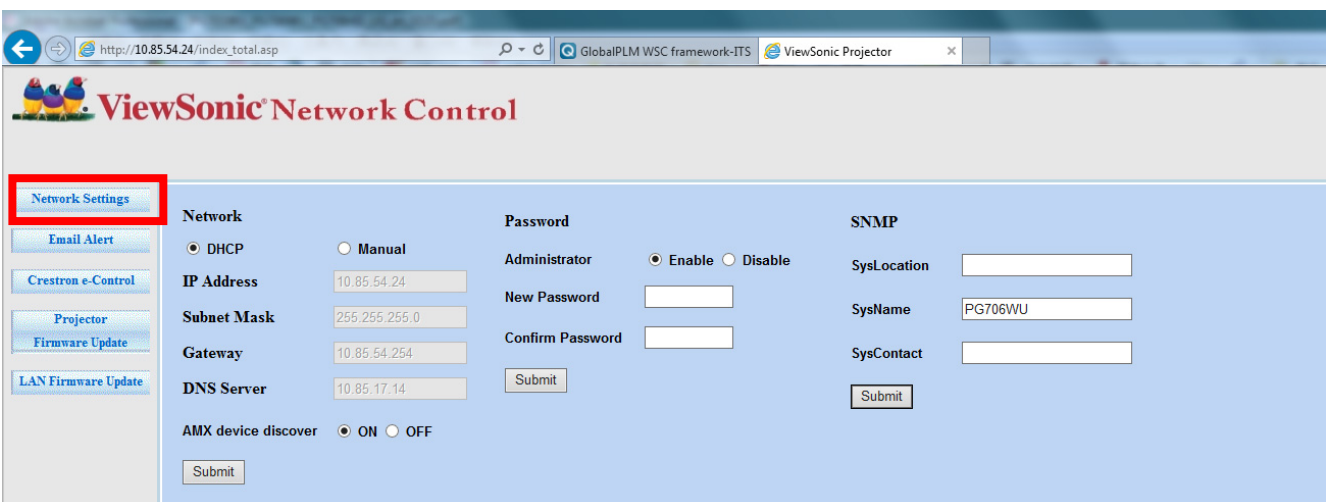 http://10.85.54.24/index_total.asp
GlobalPLM WSC framework-ITS
ViewSonic Projector
ViewSonic® Network Control
Network Settings
Email Alert
Crestron e-Control
Projector
Firmware Update
LAN Firmware Update
Network
DHCP Manual
IP Address 10.85.54.24
Subnet Mask 255.255.255.0
Gateway 10.85.54.254
DNS Server 10.85.17.14
AMX device discover ON OFF
Submit
Password
Administrator Enable Disable
New Password
Confirm Password
Submit
SNMP
SysLocation
SysName PG706WU
SysContact
Submit